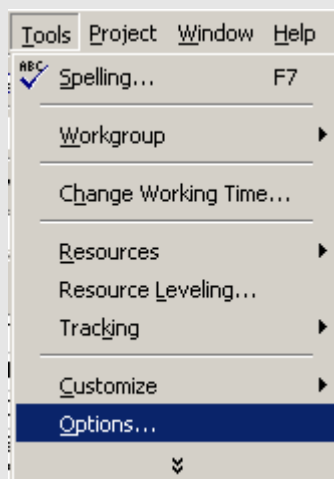 Tools Project Window Help
ABC Spelling... F7
Workgroup
Change Working Time...
Resources
Resource Leveling...
Tracking
Customize
Options...